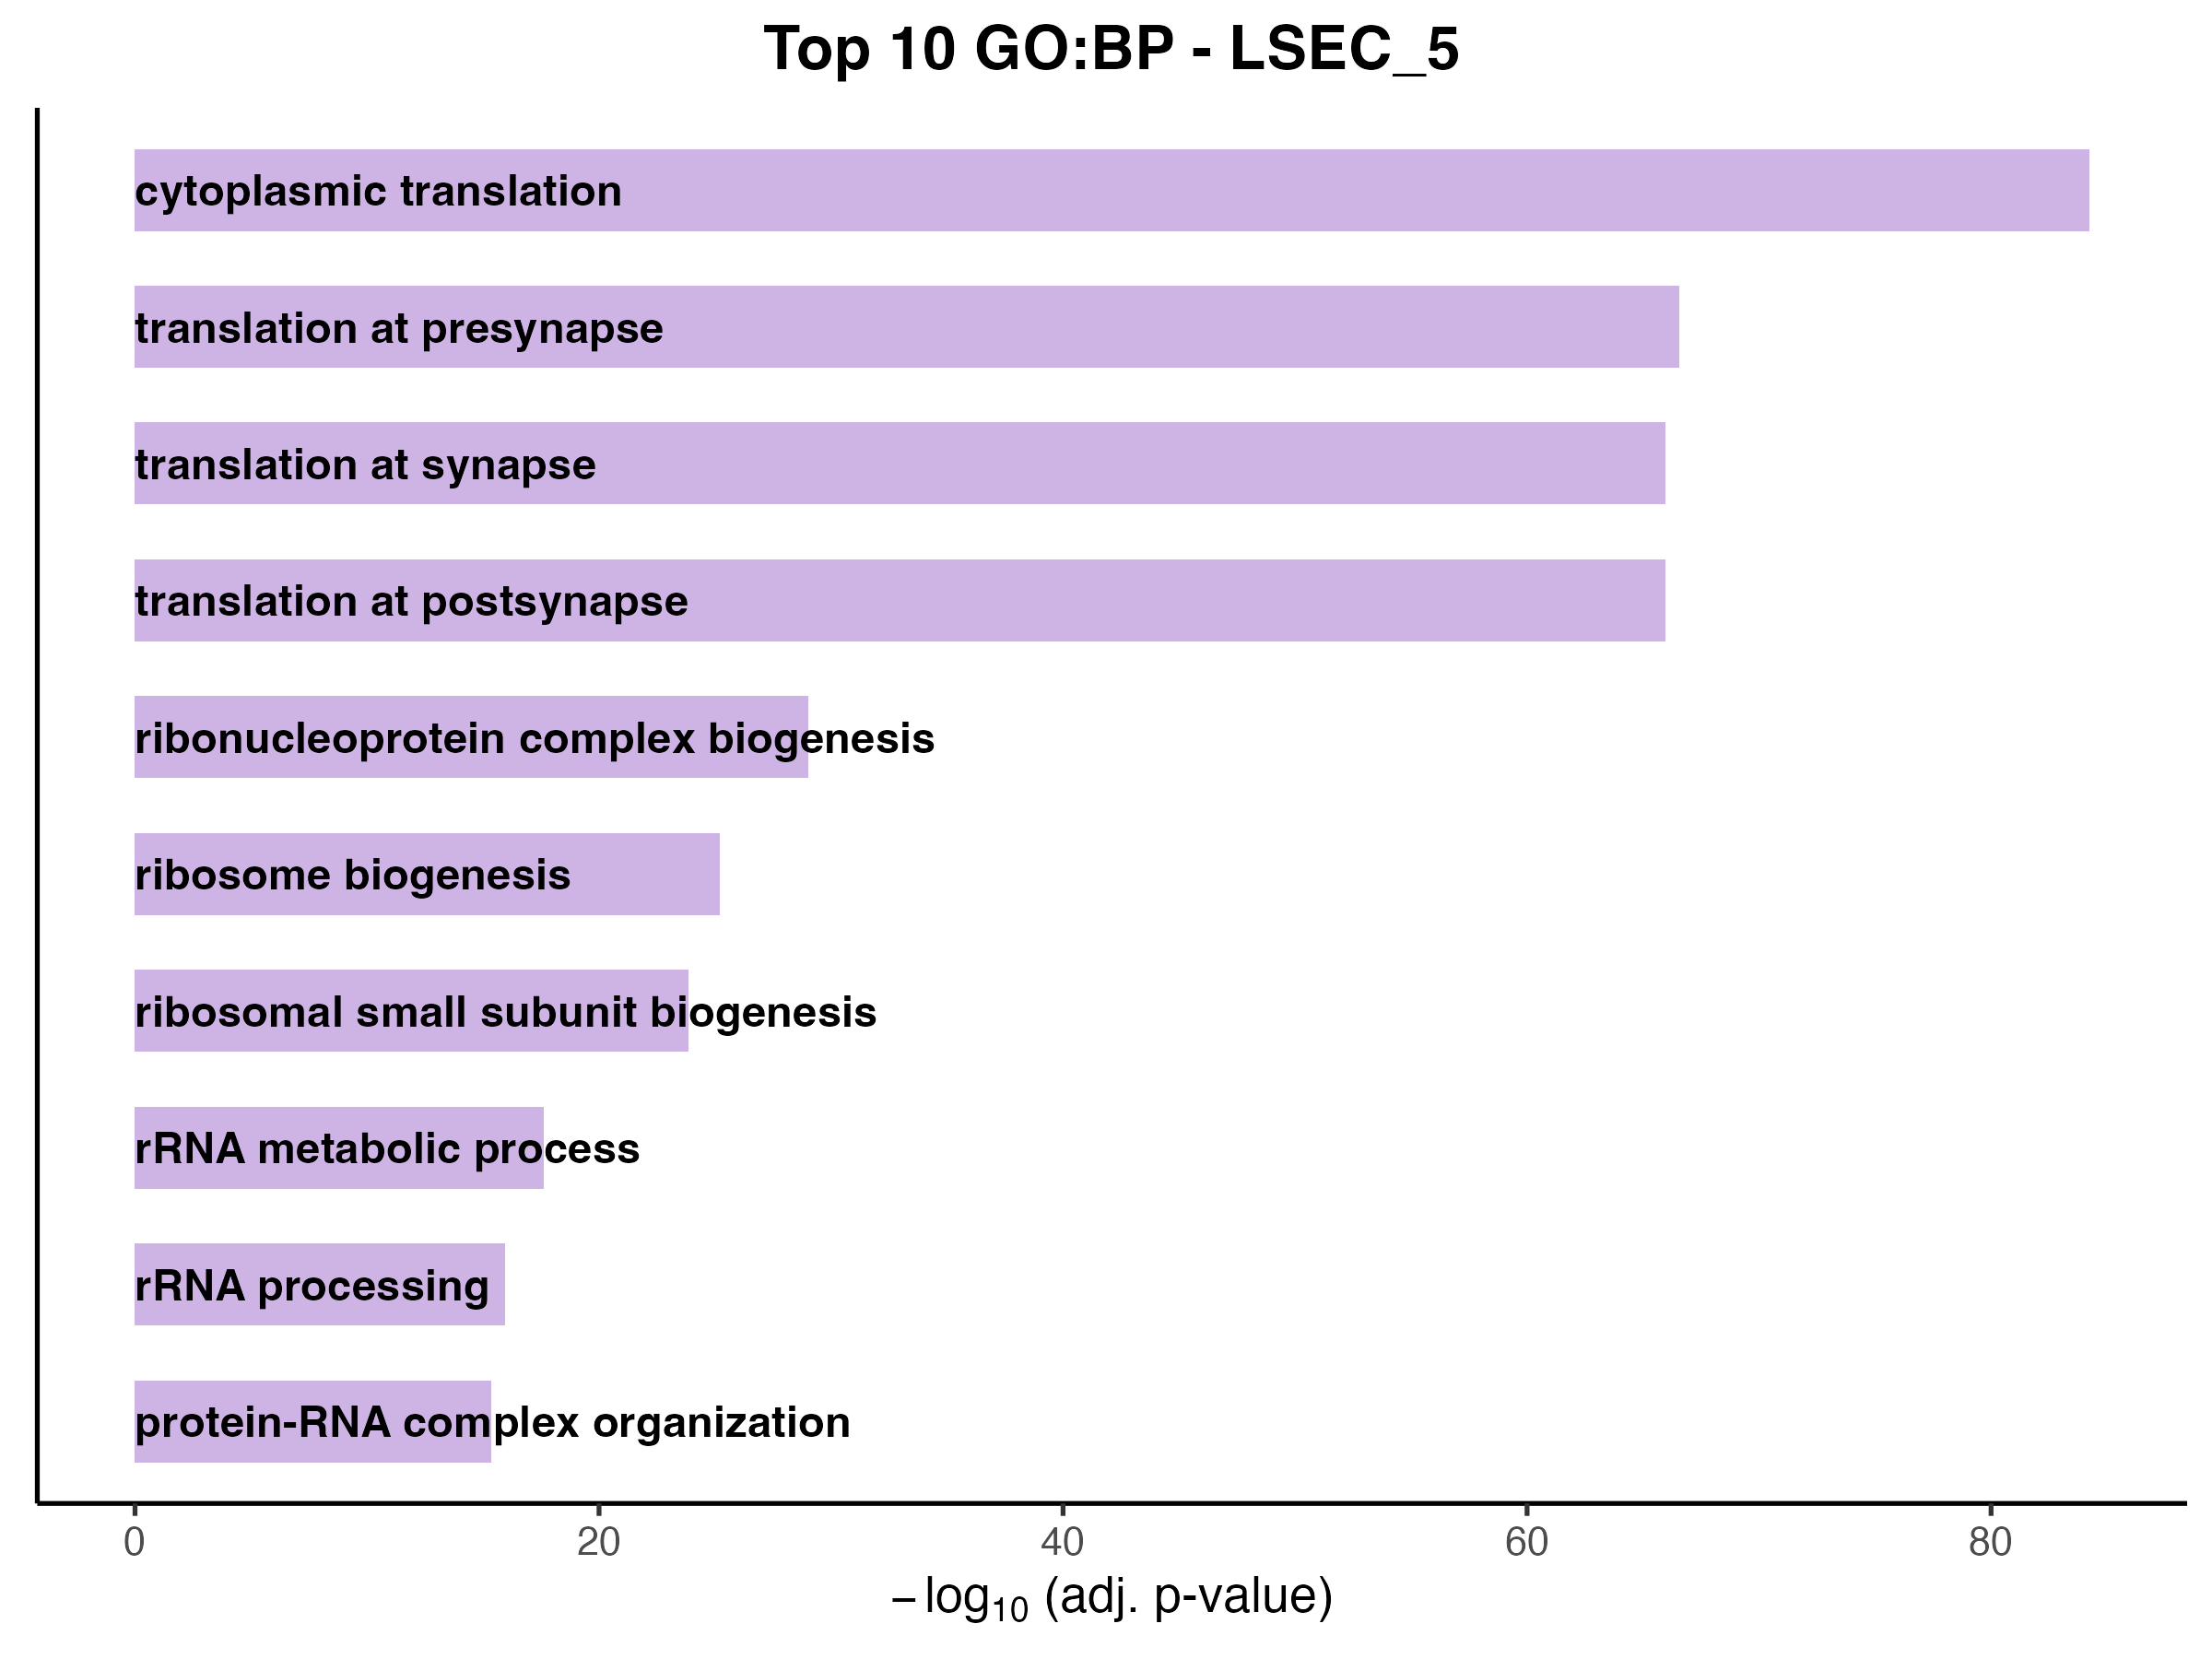 Top 10 GO:BP - LSEC_5
cytoplasmic translation
translation at presynapse
translation at synapse
translation at postsynapse
ribonucleoprotein complex biogenesis
ribosome biogenesis
ribosomal small subunit biogenesis
rRNA metabolic process
rRNA processing
protein-RNA complex organization
0 20 40 60 80
−log₁₀ (adj. p-value)